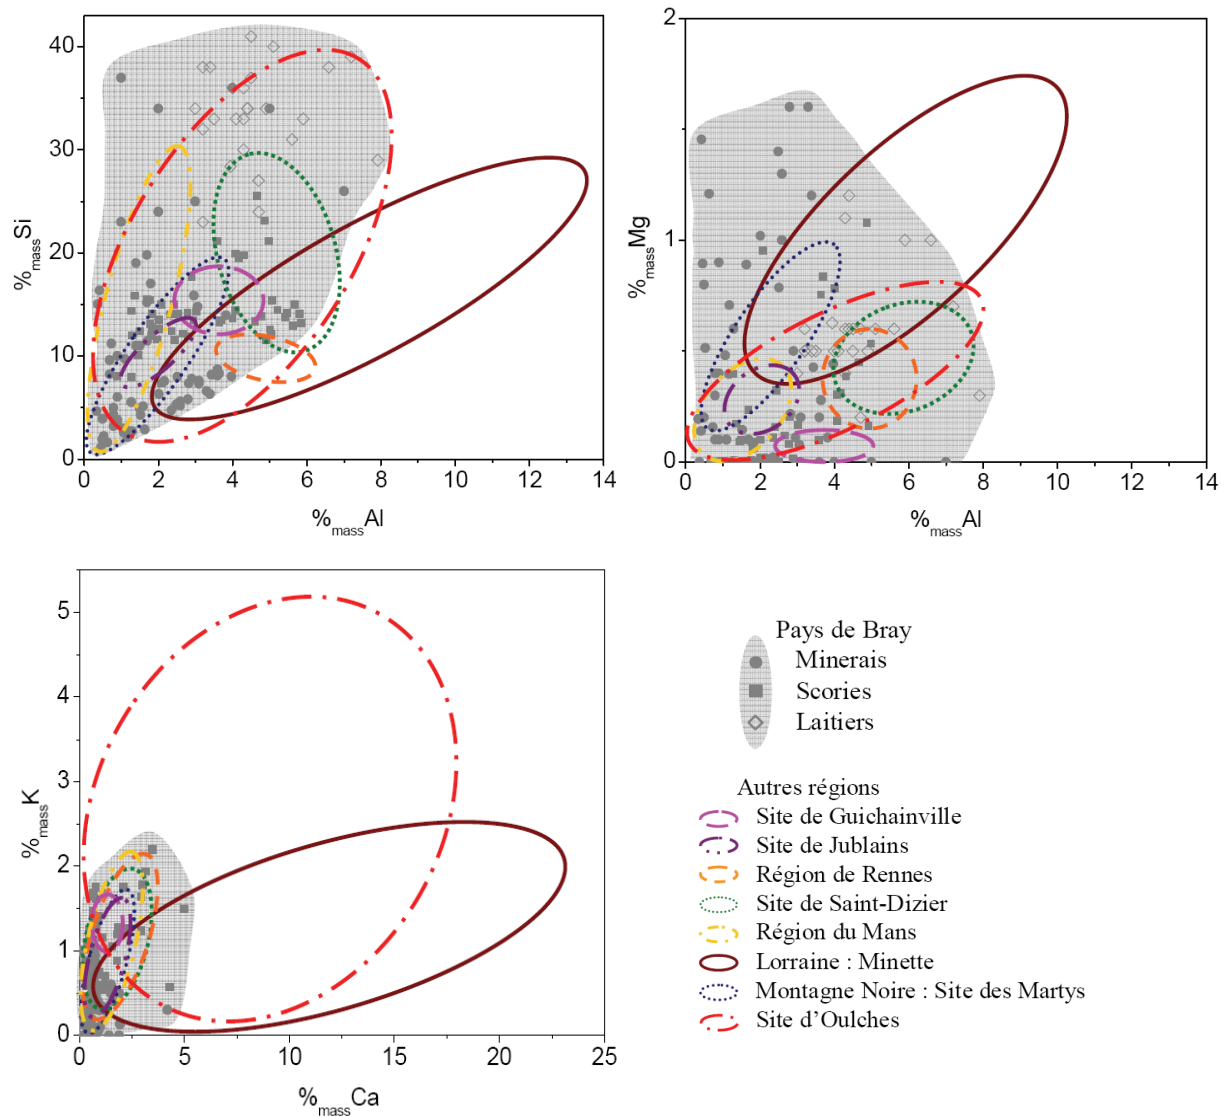 40
30
20
10
0
%massSi
0
2
4
6
8
10
12
14
%massAl
2
1
0
%massMg
0
2
4
6
8
10
12
14
%massAl
5
4
3
2
1
0
%massK
0
5
10
15
20
25
%massCa
Pays de Bray
Minerais
Scories
Laitiers
Autres régions
Site de Guichainville
Site de Jublains
Région de Rennes
Site de Saint-Dizier
Région du Mans
Lorraine : Minette
Montagne Noire : Site des Martys
Site d’Oulches